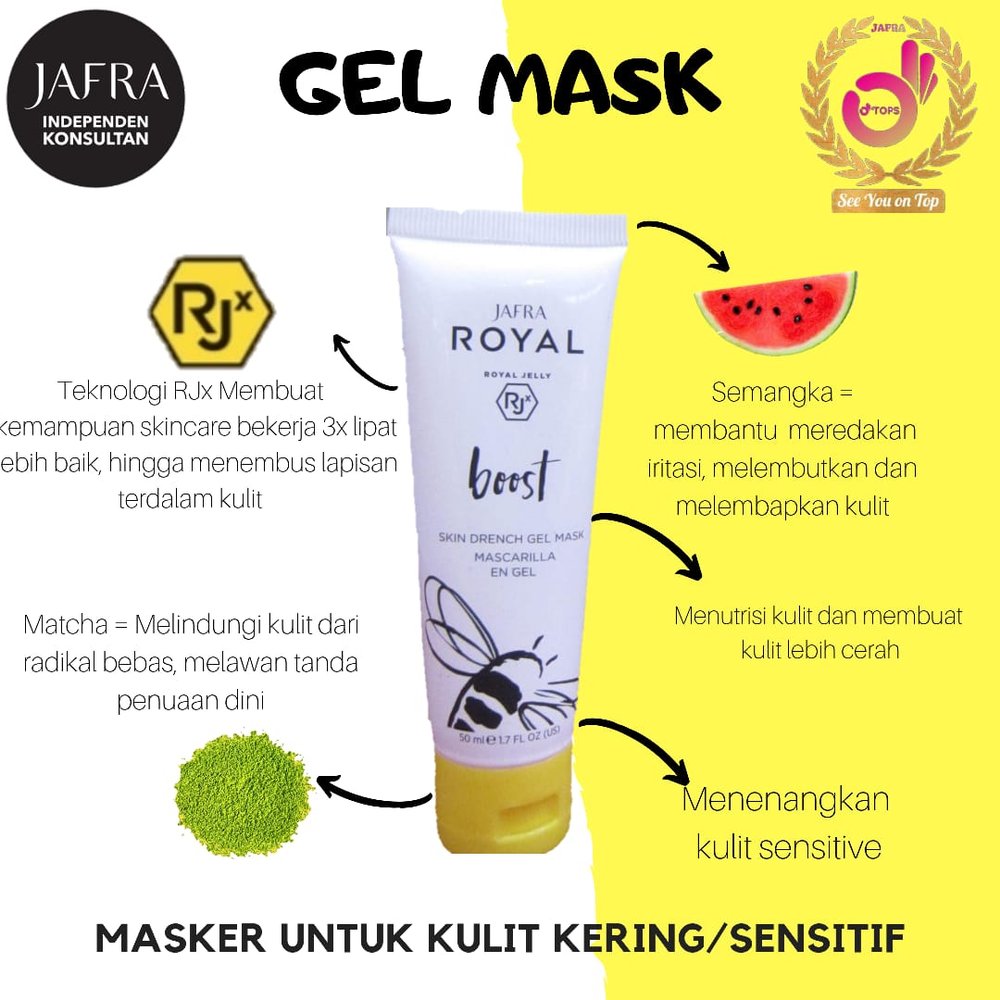 JAFRA
INDEPENDEN
KONSULTAN
GEL MASK
JAFRA
d'TOPS
See You on Top
RJx
Teknologi RJx Membuat
kemampuan skincare bekerja 3x lipat
lebih baik, hingga menembus lapisan
terdalam kulit
Matcha = Melindungi kulit dari
radikal bebas, melawan tanda
penuaan dini
JAFRA
ROYAL
ROYAL JELLY
RJx
boost
SKIN DRENCH GEL MASK
MASCARILLA
EN GEL
50 ml e 1.7 FL OZ (US)
Semangka =
membantu meredakan
iritasi, melembutkan dan
melembapkan kulit
Menutrisi kulit dan membuat
kulit lebih cerah
Menenangkan
kulit sensitive
MASKER UNTUK KULIT KERING/SENSITIF